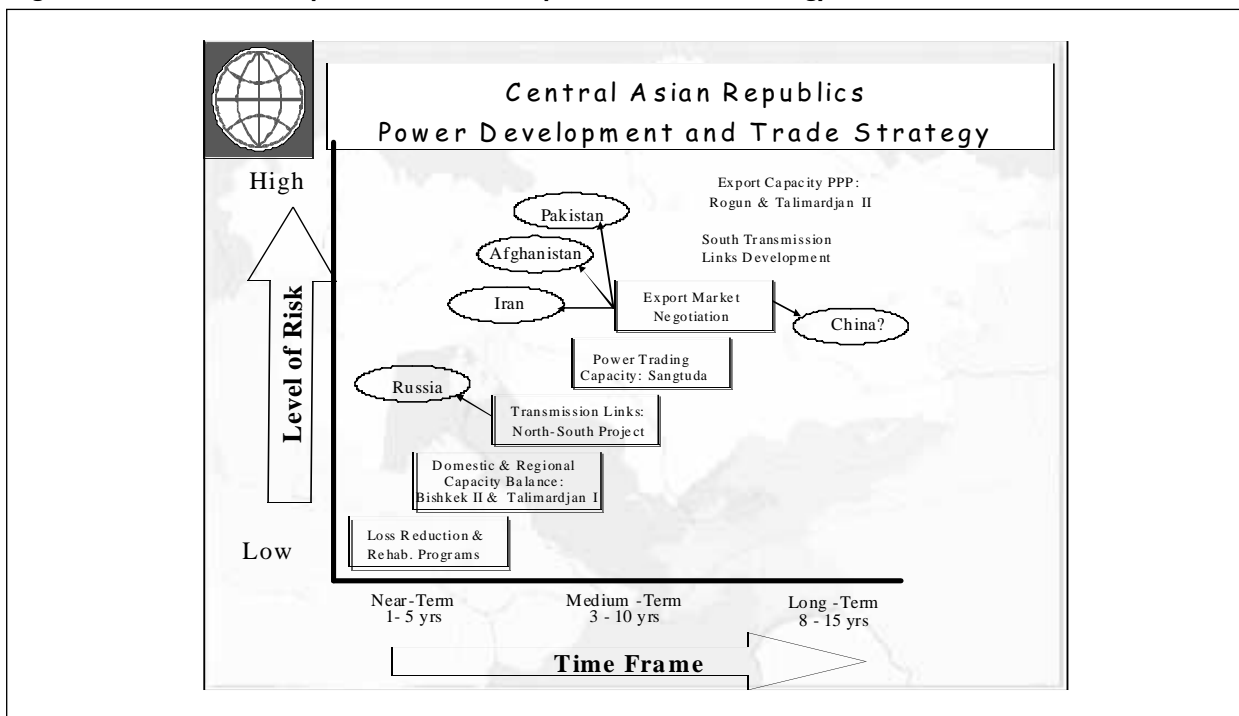 Central Asian Republics
Power Development and Trade Strategy
High
Export Capacity PPP:
Rogun & Talimardjan II
Pakistan
South Transmission
Links Development
Afghanistan
Iran
Export Market
Negotiation
China?
Level of Risk
Power Trading
Capacity: Sangtuda
Russia
Transmission Links:
North-South Project
Domestic & Regional
Capacity Balance:
Bishkek II & Talimardjan I
Loss Reduction &
Rehab. Programs
Low
Near-Term
1- 5 yrs
Medium -Term
3 - 10 yrs
Long -Term
8 - 15 yrs
Time Frame